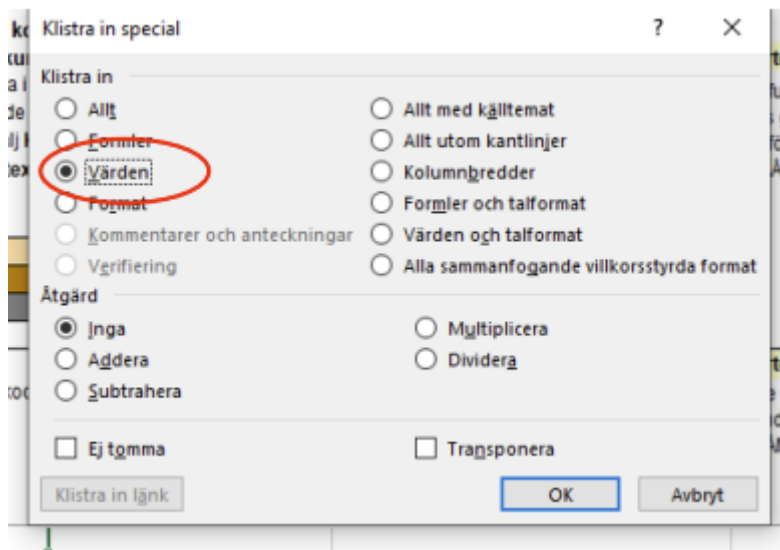 Klistra in special ? ×
Klistra in
Allt
Formler
Värden
Format
Kommentarer och anteckningar
Verifiering
Allt med källtemat
Allt utom kantlinjer
Kolumnbredder
Formler och talformat
Värden och talformat
Alla sammanfogande villkorsstyrda format
Åtgärd
Inga
Addera
Subtrahera
Multiplicera
Dividera
Ej tomma
Transponera
Klistra in länk
OK
Avbryt